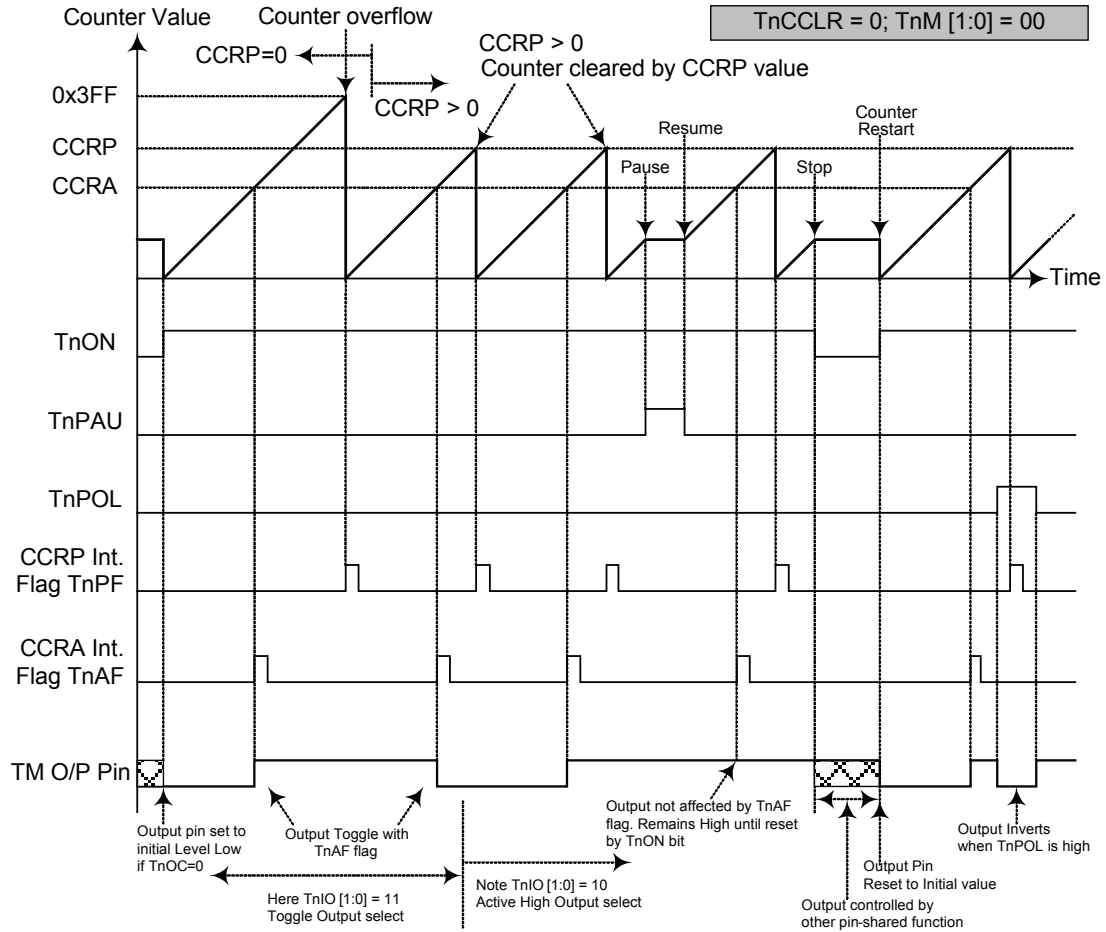 Counter Value
Counter overflow
TnCCLR = 0; TnM [1:0] = 00
CCRP=0
CCRP > 0
CCRP > 0
Counter cleared by CCRP value
0x3FF
CCRP
CCRA
Pause
Resume
Stop
Counter
Restart
Time
TnON
TnPAU
TnPOL
CCRP Int.
Flag TnPF
CCRA Int.
Flag TnAF
TM O/P Pin
Output pin set to
initial Level Low
if TnOC=0
Output Toggle with
TnAF flag
Here TnIO [1:0] = 11
Toggle Output select
Note TnIO [1:0] = 10
Active High Output select
Output not affected by TnAF
flag. Remains High until reset
by TnON bit
Output controlled by
other pin-shared function
Output Pin
Reset to Initial value
Output Inverts
when TnPOL is high